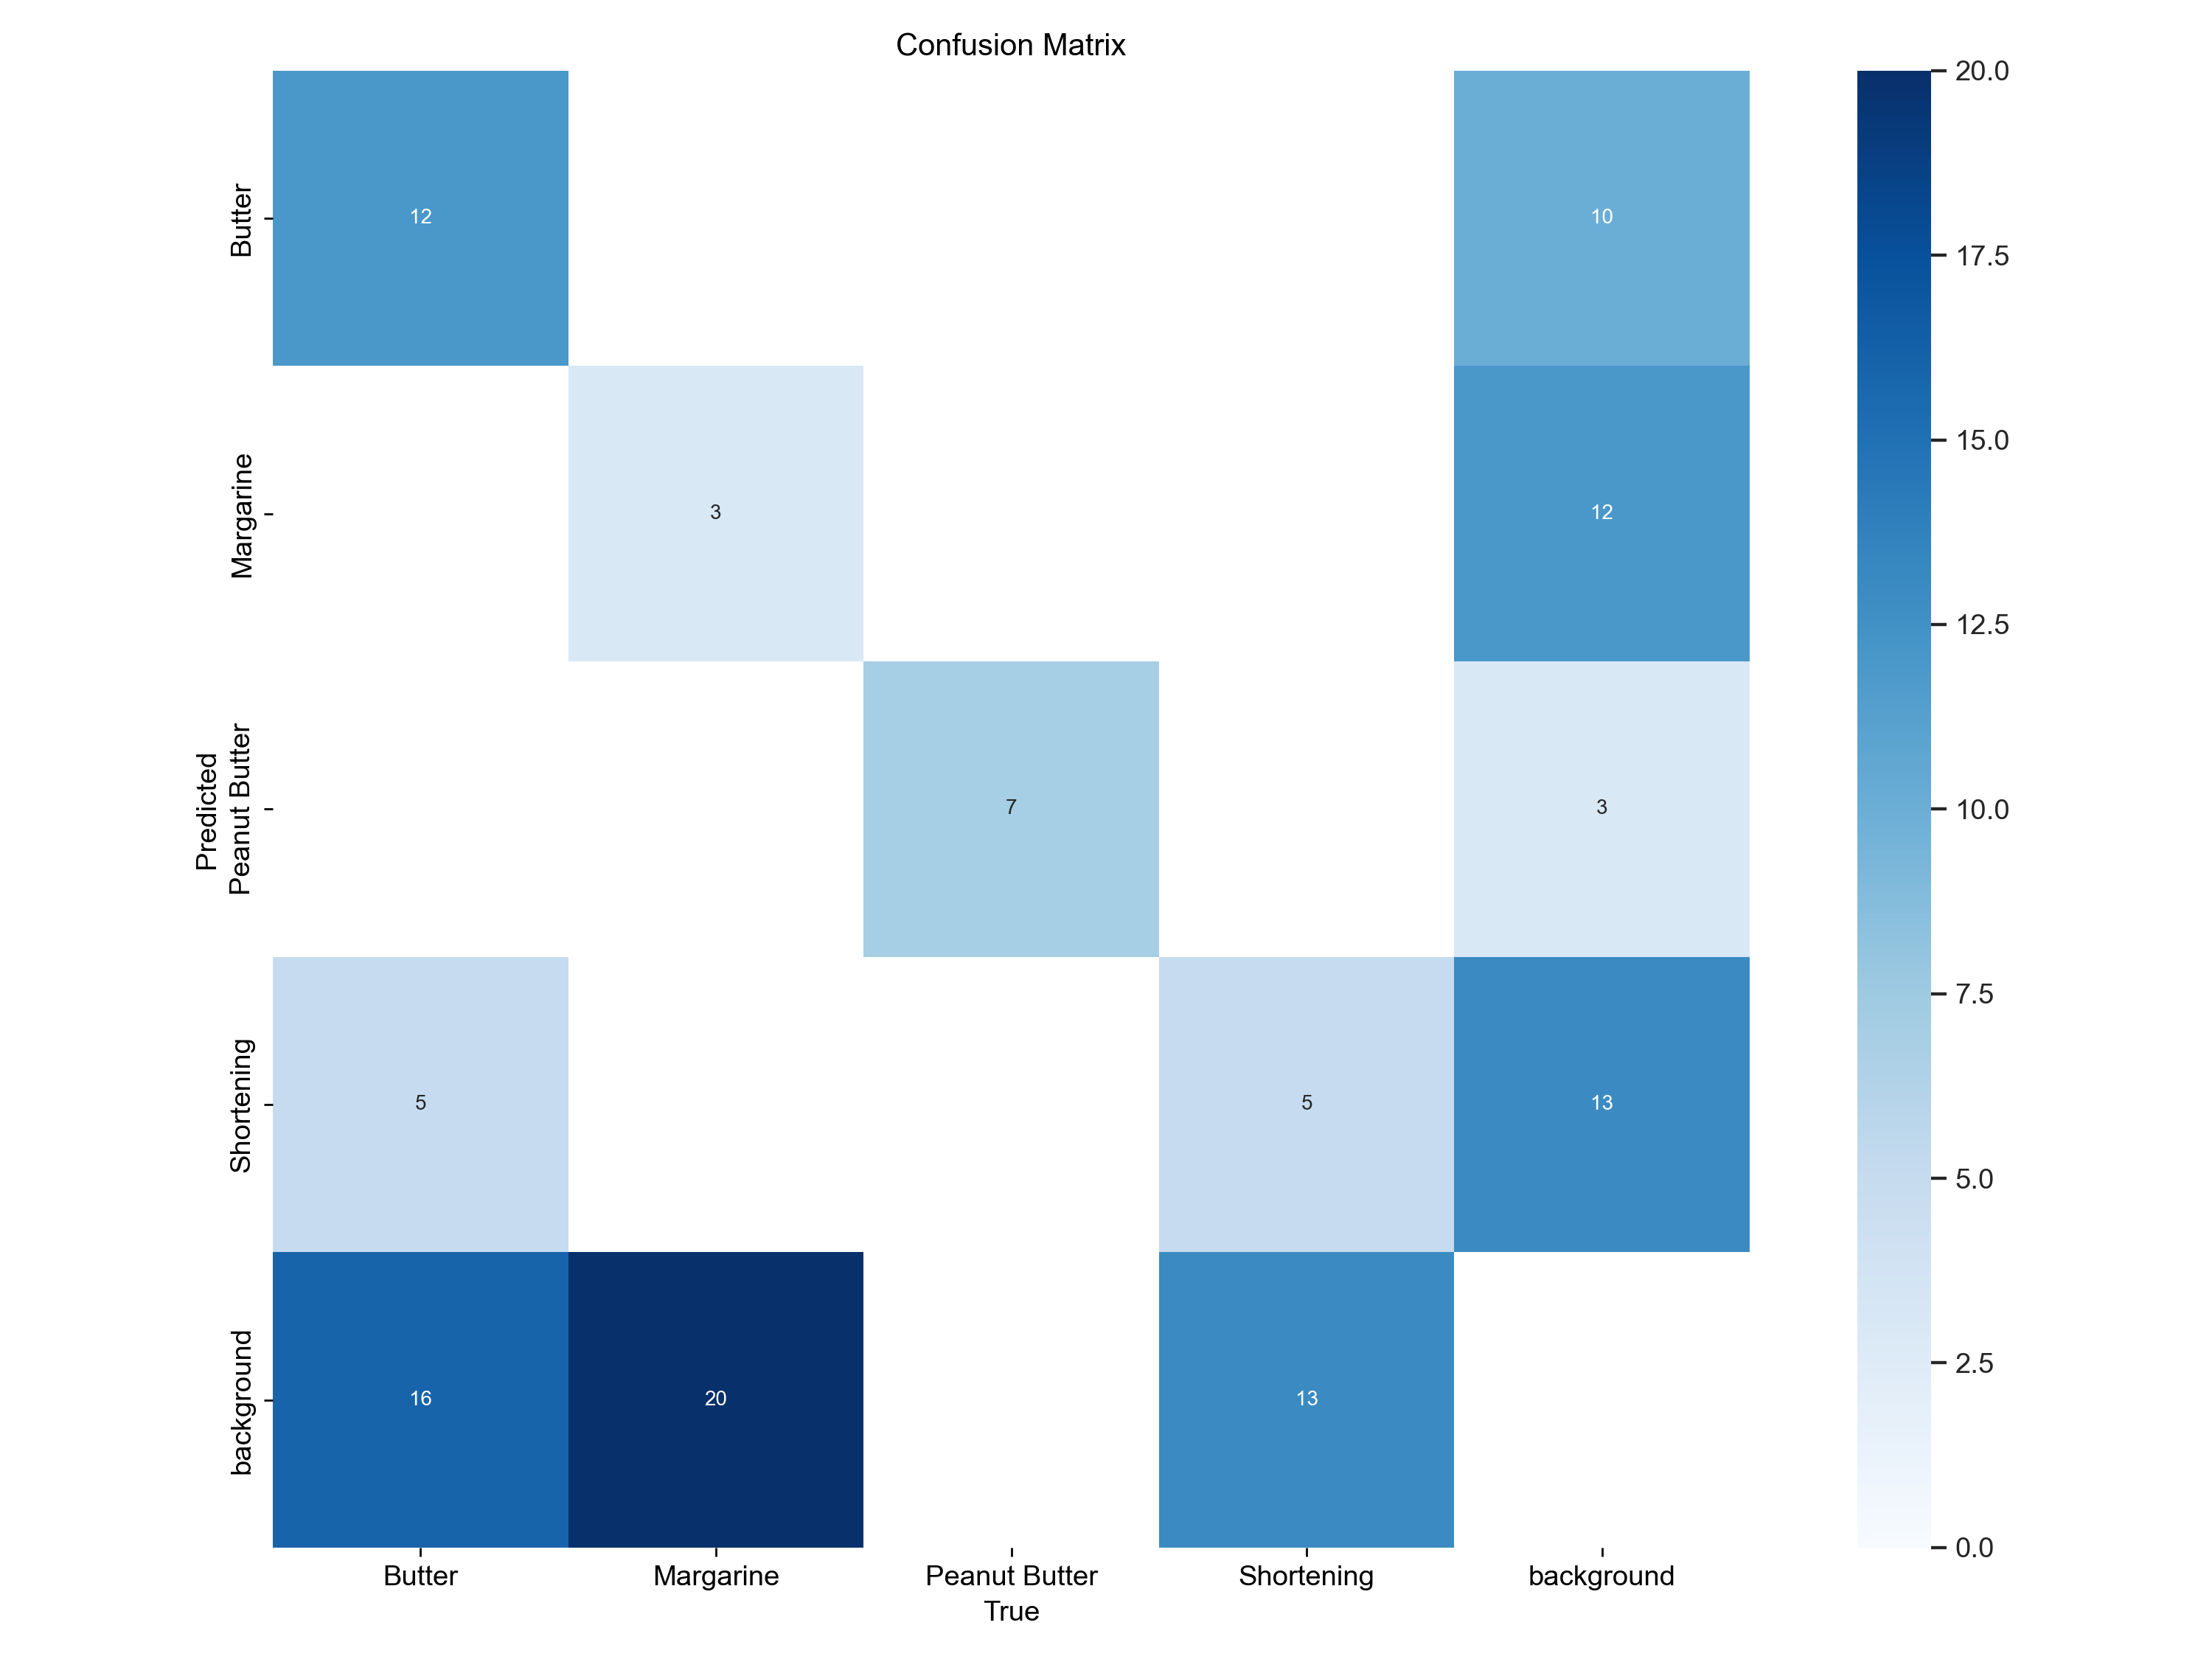 Confusion Matrix
Butter
12
10
Margarine
3
12
Predicted
Peanut Butter
7
3
Shortening
5
5
13
background
16
20
13
Butter
Margarine
Peanut Butter
Shortening
background
True
20.0
17.5
15.0
12.5
10.0
7.5
5.0
2.5
0.0